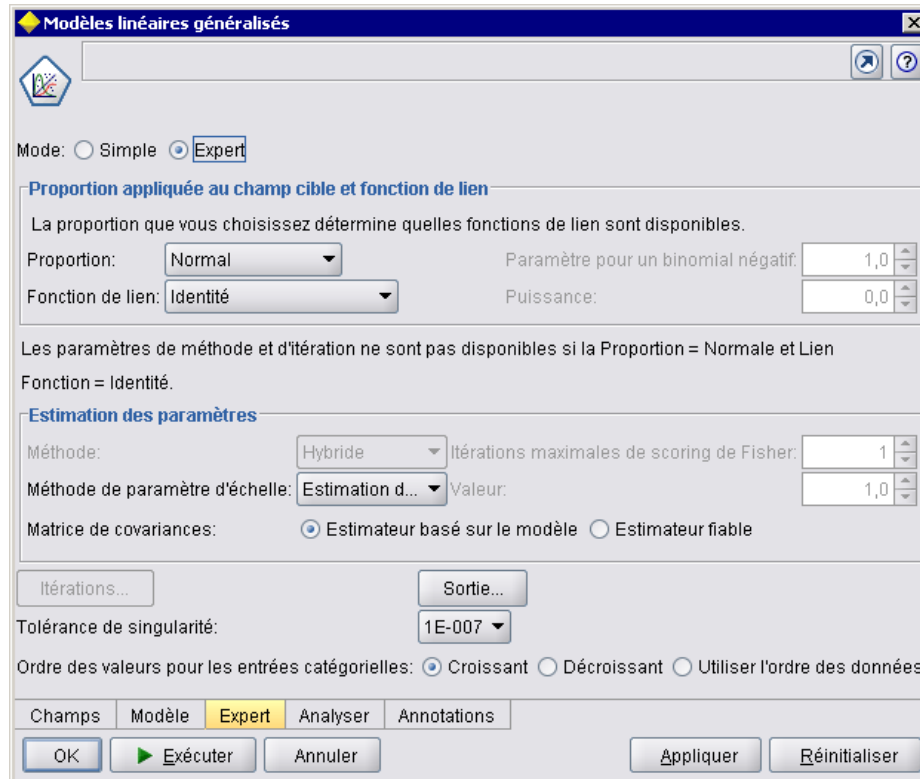 Modèles linéaires généralisés
Mode: Simple Expert
Proportion appliquée au champ cible et fonction de lien
La proportion que vous choisissez détermine quelles fonctions de lien sont disponibles.
Proportion: Normal Paramètre pour un binomial négatif: 1,0
Fonction de lien: Identité Puissance: 0,0
Les paramètres de méthode et d'itération ne sont pas disponibles si la Proportion = Normale et Lien
Fonction = Identité.
Estimation des paramètres
Méthode: Hybride Itérations maximales de scoring de Fisher: 1
Méthode de paramètre d'échelle: Estimation d... Valeur: 1,0
Matrice de covariances: Estimateur basé sur le modèle Estimateur fiable
Itérations... Sortie...
Tolérance de singularité: 1E-007
Ordre des valeurs pour les entrées catégorielles: Croissant Décroissant Utiliser l'ordre des données
Champs Modèle Expert Analyser Annotations
OK Exécuter Annuler Appliquer Réinitialiser